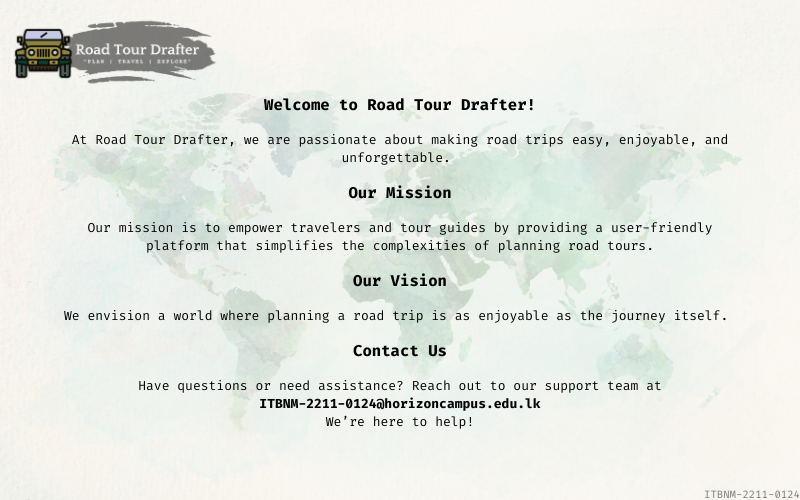 Road Tour Drafter
"PLAN | TRAVEL | EXPLORE"
Welcome to Road Tour Drafter!
At Road Tour Drafter, we are passionate about making road trips easy, enjoyable, and
unforgettable.
Our Mission
Our mission is to empower travelers and tour guides by providing a user-friendly
platform that simplifies the complexities of planning road tours.
Our Vision
We envision a world where planning a road trip is as enjoyable as the journey itself.
Contact Us
Have questions or need assistance? Reach out to our support team at
ITBNM-2211-0124@horizoncampus.edu.lk
We’re here to help!
ITBNM-2211-0124